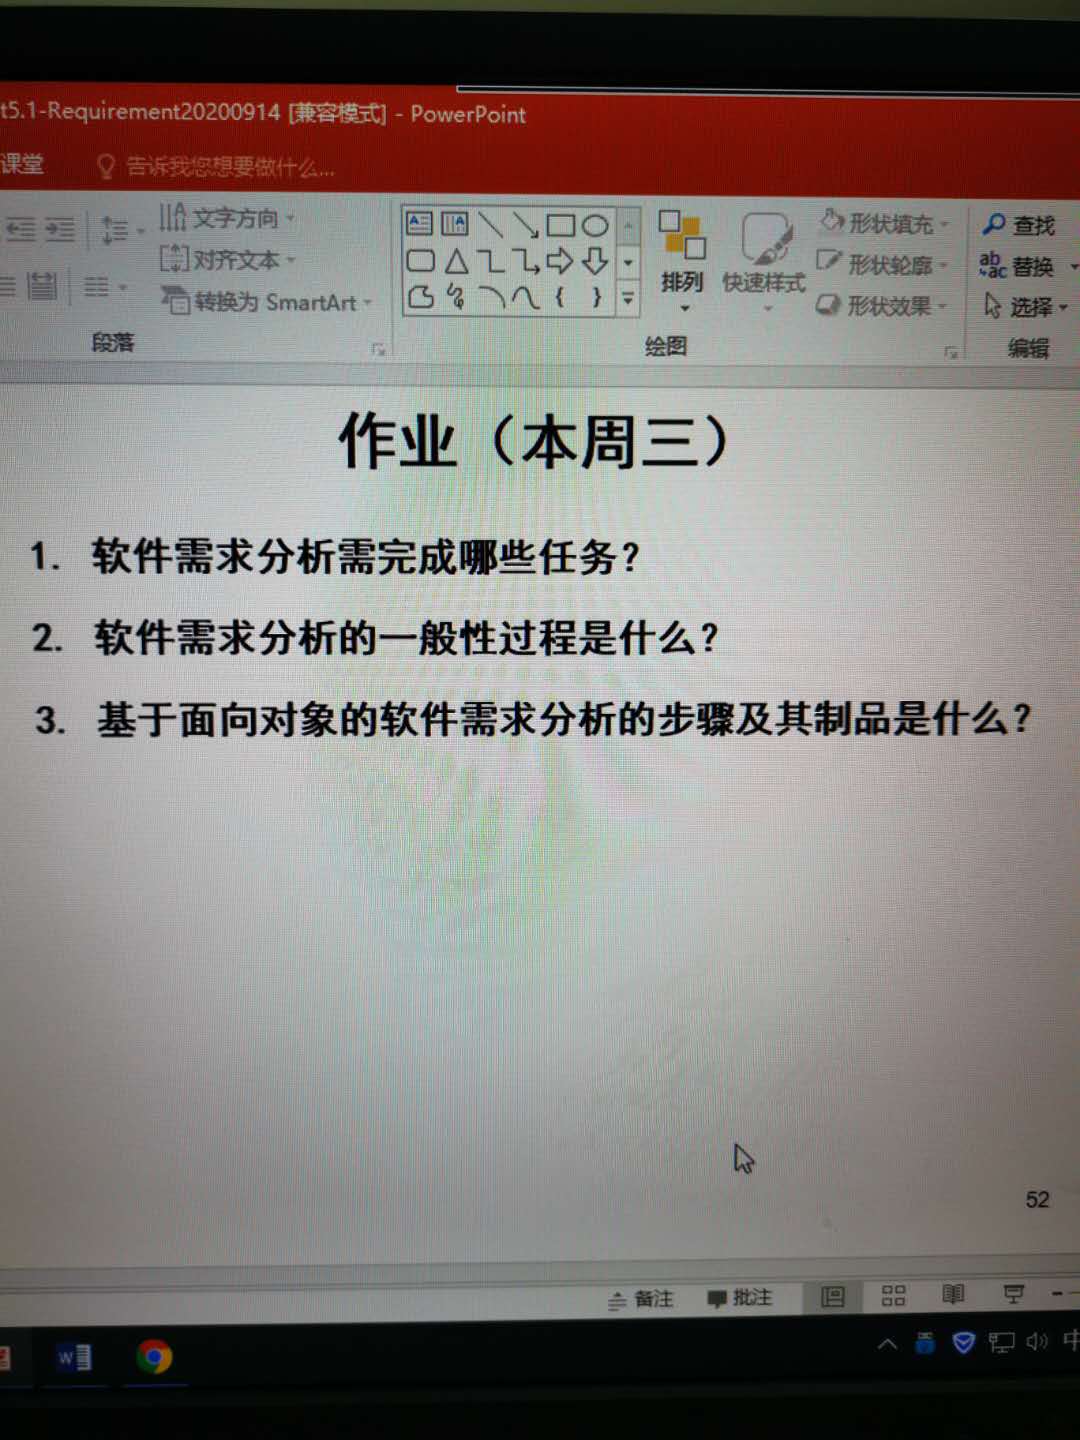 t5.1-Requirement20200914 [兼容模式] - PowerPoint
课堂 告诉我您想要做什么...
文字方向
对齐文本
转换为 SmartArt
段落
排列
快速样式
形状填充
形状轮廓
形状效果
绘图
查找
替换
选择
编辑
作业（本周三）
1. 软件需求分析需完成哪些任务？
2. 软件需求分析的一般性过程是什么？
3. 基于面向对象的软件需求分析的步骤及其制品是什么？
52
备注 批注
中